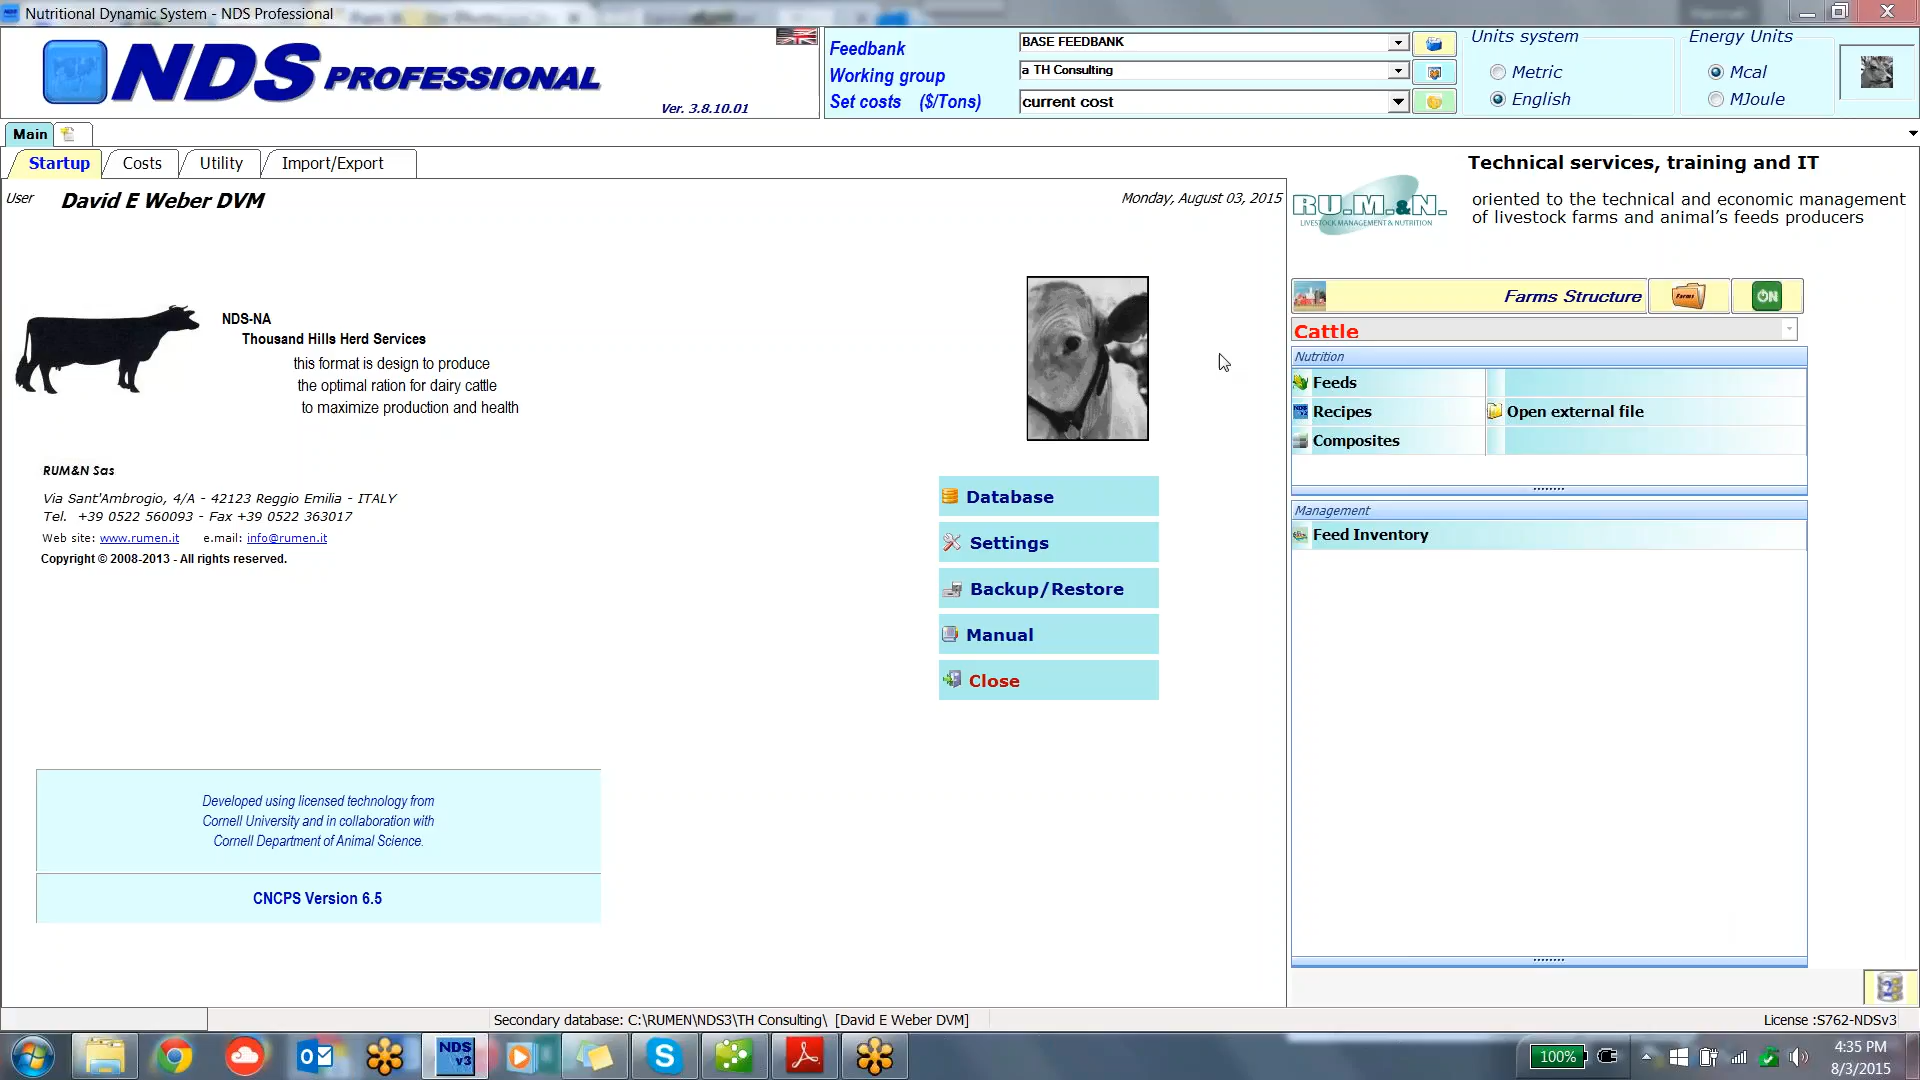 Nutritional Dynamic System - NDS Professional
NDS PROFESSIONAL
Ver. 3.8.10.01
Feedbank
BASE FEEDBANK
Working group
a TH Consulting
Set costs ($/Tons)
current cost
Units system
Metric
English
Energy Units
Mcal
MJoule
Main
Startup
Costs
Utility
Import/Export
User
David E Weber DVM
Monday, August 03, 2015
NDS-NA
Thousand Hills Herd Services
this format is design to produce
the optimal ration for dairy cattle
to maximize production and health
RUM&N Sas
Via Sant'Ambrogio, 4/A - 42123 Reggio Emilia - ITALY
Tel. +39 0522 560093 - Fax +39 0522 363017
Web site: www.rumen.it e.mail: info@rumen.it
Copyright © 2008-2013 - All rights reserved.
Database
Settings
Backup/Restore
Manual
Close
Developed using licensed technology from
Cornell University and in collaboration with
Cornell Department of Animal Science.
CNCPS Version 6.5
RU.M.&N.
LIVESTOCK MANAGEMENT & NUTRITION
Technical services, training and IT
oriented to the technical and economic management
of livestock farms and animal's feeds producers
Farms Structure
Farms
ON
Cattle
Nutrition
Feeds
Recipes
Open external file
Composites
Management
Feed Inventory
Secondary database: C:\RUMEN\NDS3\TH Consulting\ [David E Weber DVM]
License :S762-NDSv3
NDS
v3
100%
4:35 PM
8/3/2015